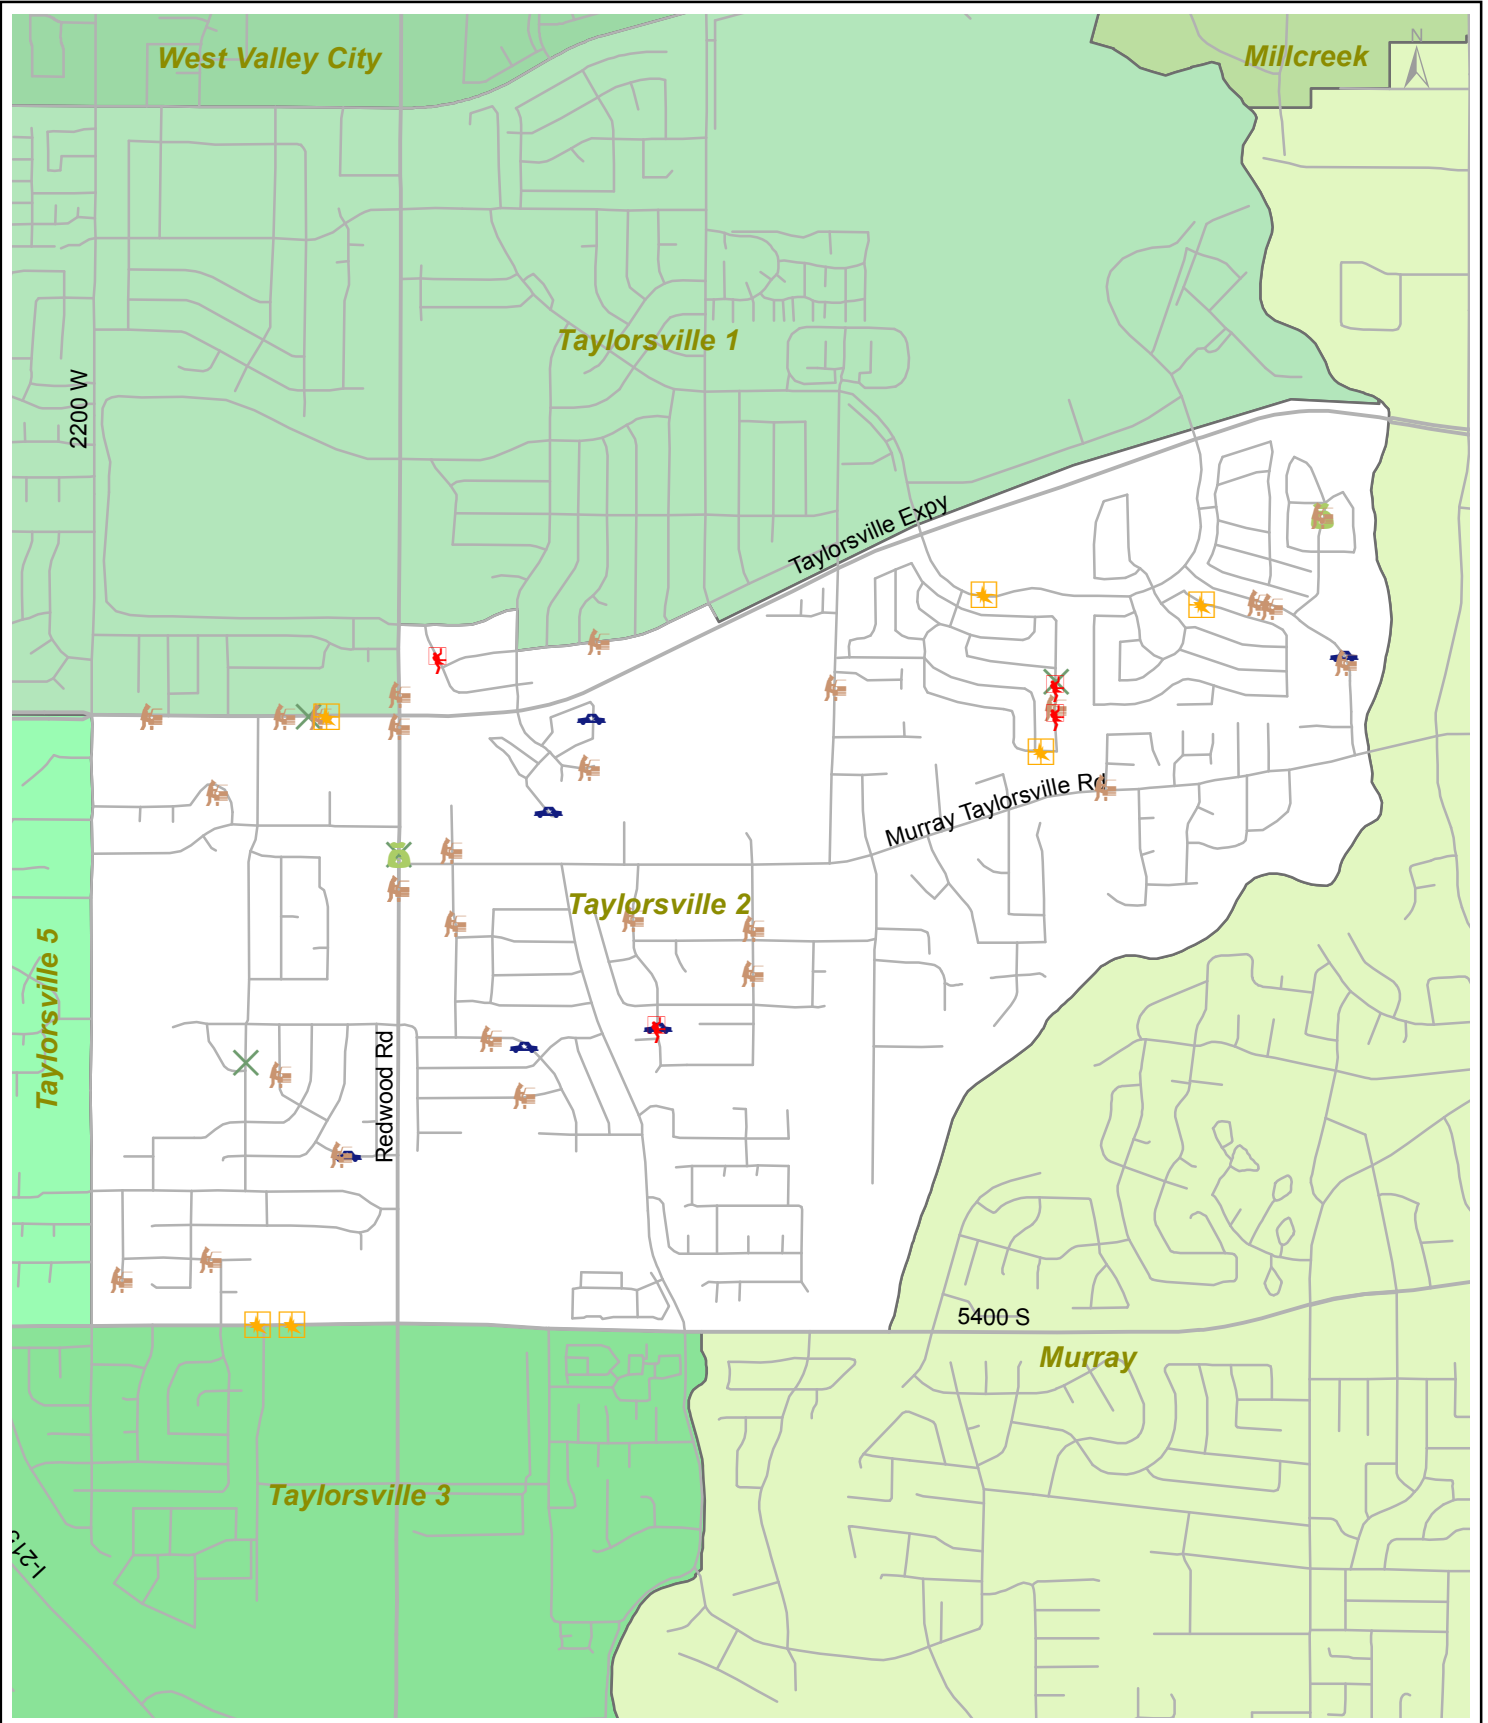 West Valley City
Millcreek
N
Taylorsville 1
2200 W
Taylorsville Expy
Murray Taylorsville Rd
Taylorsville 2
Taylorsville 5
Redwood Rd
5400 S
Murray
Taylorsville 3
I-215